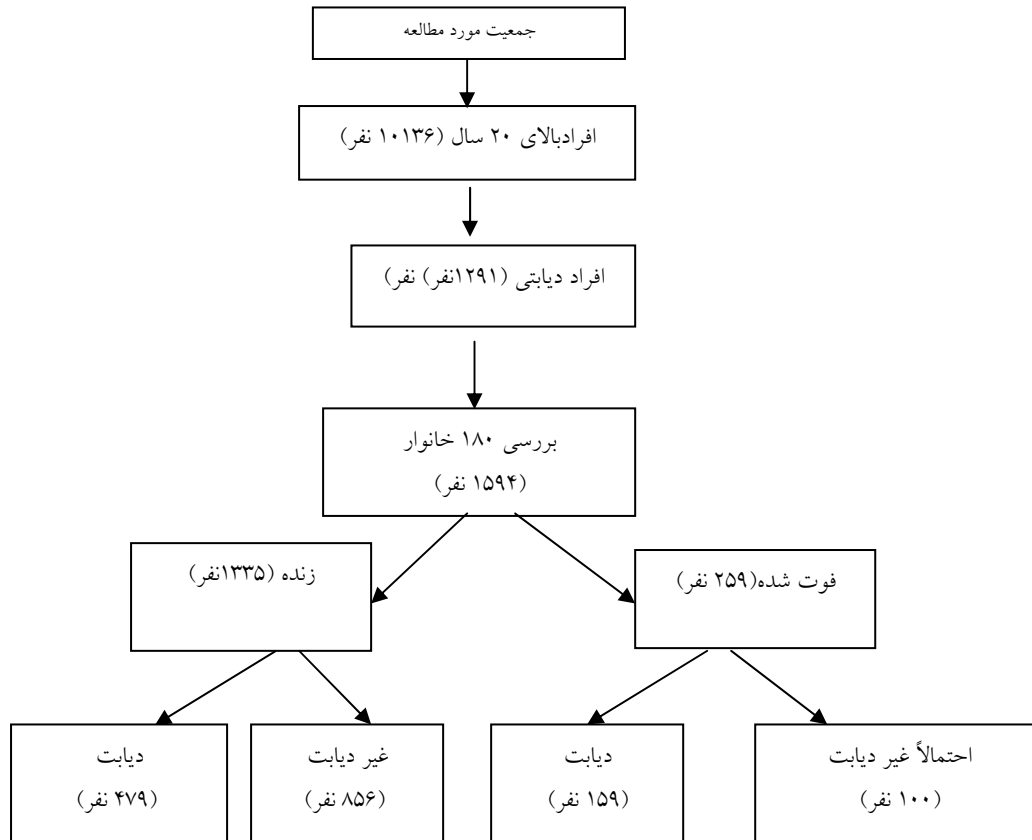 جمعیت مورد مطالعه
افرادبالای ۲۰ سال (۱۰۱۳۶ نفر)
افراد دیابتی (۱۲۹۱نفر) نفر)
بررسی ۱۸۰ خانوار
(۱۵۹۴ نفر)
فوت شده(۲۵۹ نفر)
زنده (۱۳۳۵نفر)
احتمالاً غیر دیابت
(۱۰۰ نفر)
دیابت
(۱۵۹ نفر)
غیر دیابت
(۸۵۶ نفر)
دیابت
(۴۷۹ نفر)